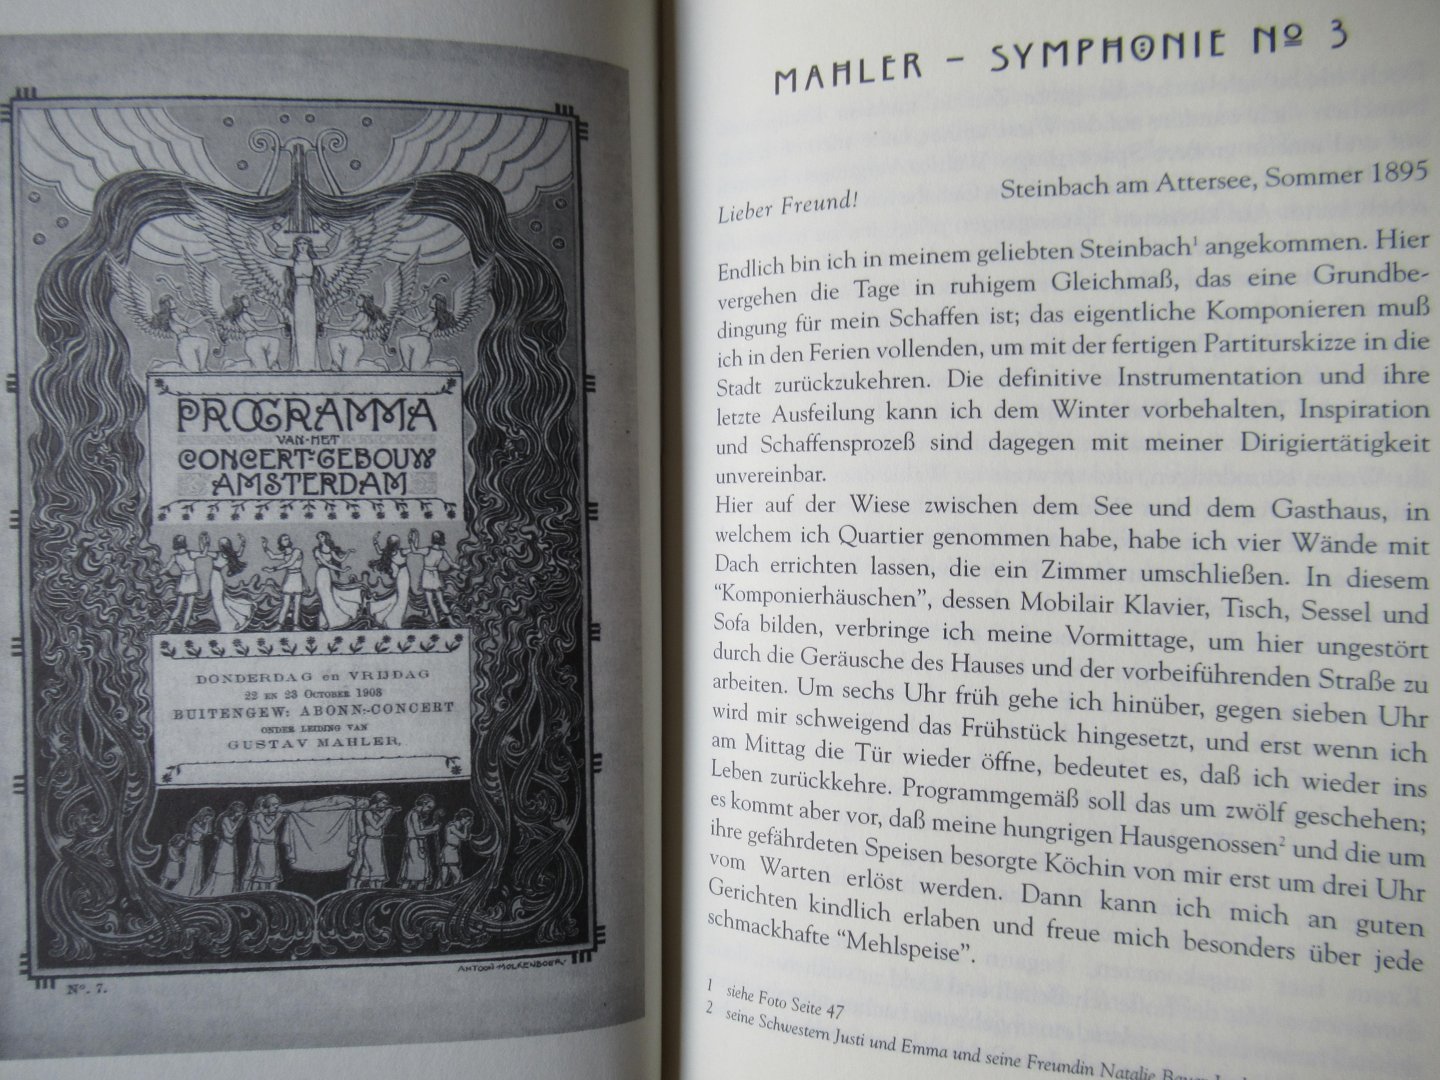 PROGRAMMA
VAN·HET
CONCERT-GEBOUW
AMSTERDAM
DONDERDAG en VRIJDAG
22 EN 23 OCTOBER 1903
BUITENGEW: ABONN:-CONCERT
ONDER LEIDING VAN
GUSTAV MAHLER,
ANTOON·MOLKENBOER·
Nº. 7.
MAHLER – SYMPHONIE Nº 3
Lieber Freund! Steinbach am Attersee, Sommer 1895
Endlich bin ich in meinem geliebten Steinbach¹ angekommen. Hier
vergehen die Tage in ruhigem Gleichmaß, das eine Grundbe-
dingung für mein Schaffen ist; das eigentliche Komponieren muß
ich in den Ferien vollenden, um mit der fertigen Partiturskizze in die
Stadt zurückzukehren. Die definitive Instrumentation und ihre
letzte Ausfeilung kann ich dem Winter vorbehalten, Inspiration
und Schaffensprozeß sind dagegen mit meiner Dirigiertätigkeit
unvereinbar.
Hier auf der Wiese zwischen dem See und dem Gasthaus, in
welchem ich Quartier genommen habe, habe ich vier Wände mit
Dach errichten lassen, die ein Zimmer umschließen. In diesem
“Komponierhäuschen”, dessen Mobilair Klavier, Tisch, Sessel und
Sofa bilden, verbringe ich meine Vormittage, um hier ungestört
durch die Geräusche des Hauses und der vorbeiführenden Straße zu
arbeiten. Um sechs Uhr früh gehe ich hinüber, gegen sieben Uhr
wird mir schweigend das Frühstück hingesetzt, und erst wenn ich
am Mittag die Tür wieder öffne, bedeutet es, daß ich wieder ins
Leben zurückkehre. Programmgemäß soll das um zwölf geschehen;
es kommt aber vor, daß meine hungrigen Hausgenossen² und die um
ihre gefährdeten Speisen besorgte Köchin von mir erst um drei Uhr
vom Warten erlöst werden. Dann kann ich mich an guten
Gerichten kindlich erlaben und freue mich besonders über jede
schmackhafte “Mehlspeise”.
1 siehe Foto Seite 47
2 seine Schwestern Justi und Emma und seine Freundin Natalie